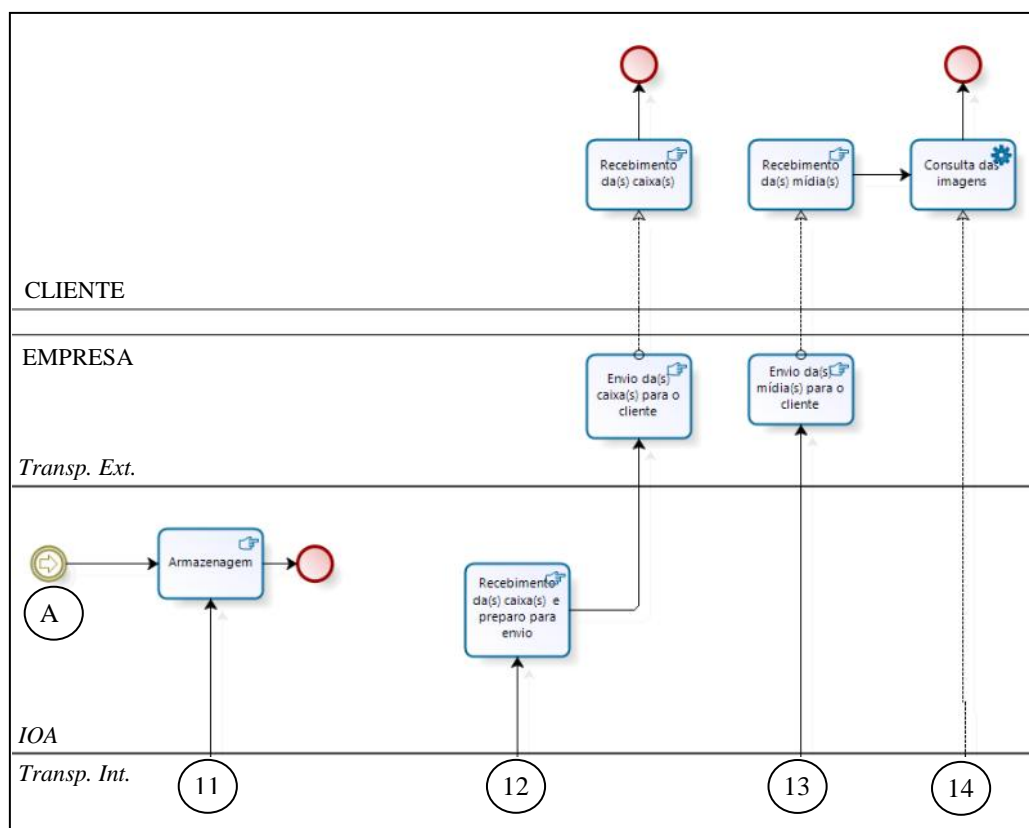 Recebimento
da(s) caixa(s)
Recebimento
da(s) mídia(s)
Consulta das
imagens
CLIENTE
EMPRESA
Envio da(s)
caixa(s) para o
cliente
Envio da(s)
mídia(s) para o
cliente
Transp. Ext.
Armazenagem
A
Recebimento
da(s) caixa(s) e
preparo para
envio
IOA
Transp. Int.
11
12
13
14